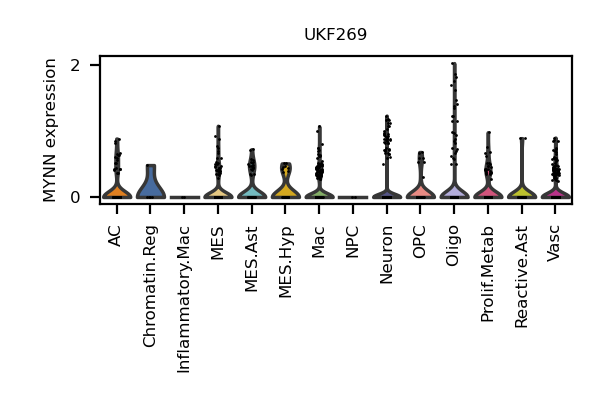 UKF269
MYNN expression
2
0
AC
Chromatin.Reg
Inflammatory.Mac
MES
MES.Ast
MES.Hyp
Mac
NPC
Neuron
OPC
Oligo
Prolif.Metab
Reactive.Ast
Vasc